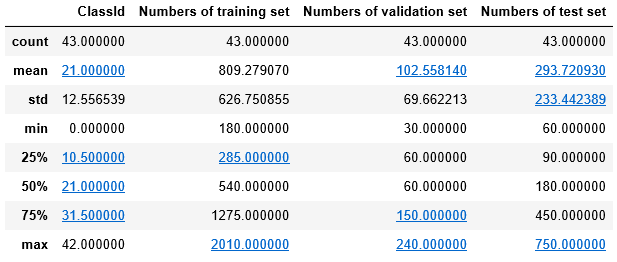 ClassId Numbers of training set Numbers of validation set Numbers of test set
count 43.000000 43.000000 43.000000 43.000000
mean 21.000000 809.279070 102.558140 293.720930
std 12.556539 626.750855 69.662213 233.442389
min 0.000000 180.000000 30.000000 60.000000
25% 10.500000 285.000000 60.000000 90.000000
50% 21.000000 540.000000 60.000000 180.000000
75% 31.500000 1275.000000 150.000000 450.000000
max 42.000000 2010.000000 240.000000 750.000000